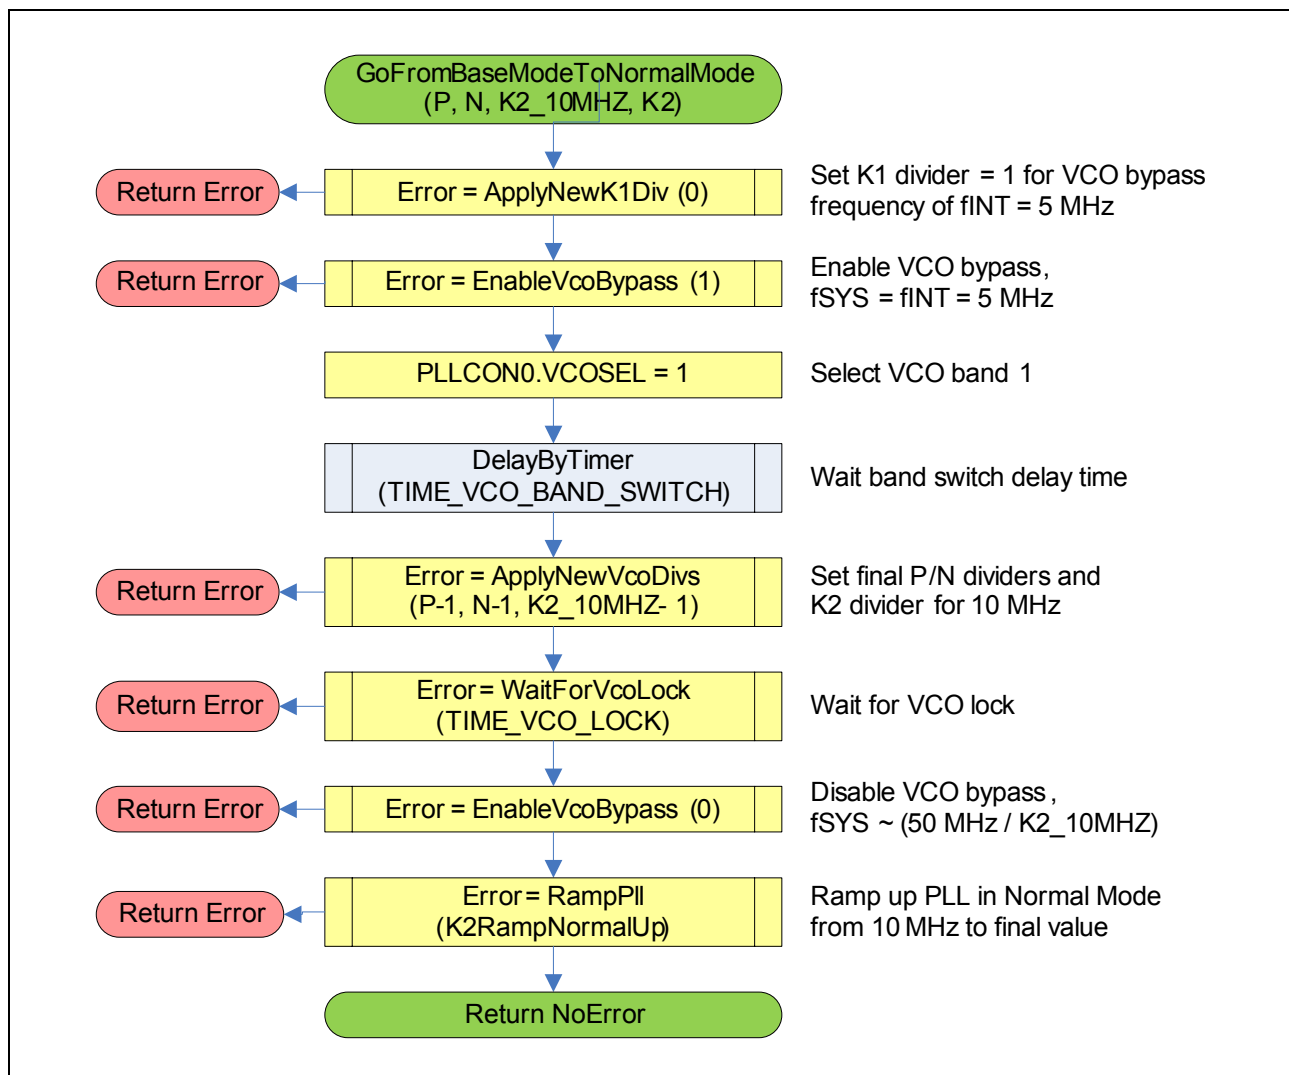 GoFromBaseModeToNormalMode
(P, N, K2_10MHZ, K2)
Return Error
Error = ApplyNewK1Div (0)
Set K1 divider = 1 for VCO bypass
frequency of fINT = 5 MHz
Return Error
Error = EnableVcoBypass (1)
Enable VCO bypass,
fSYS = fINT = 5 MHz
PLLCON0.VCOSEL = 1
Select VCO band 1
DelayByTimer
(TIME_VCO_BAND_SWITCH)
Wait band switch delay time
Return Error
Error = ApplyNewVcoDivs
(P-1, N-1, K2_10MHZ- 1)
Set final P/N dividers and
K2 divider for 10 MHz
Return Error
Error = WaitForVcoLock
(TIME_VCO_LOCK)
Wait for VCO lock
Return Error
Error = EnableVcoBypass (0)
Disable VCO bypass,
fSYS ~ (50 MHz / K2_10MHZ)
Return Error
Error = RampPll
(K2RampNormalUp)
Ramp up PLL in Normal Mode
from 10 MHz to final value
Return NoError